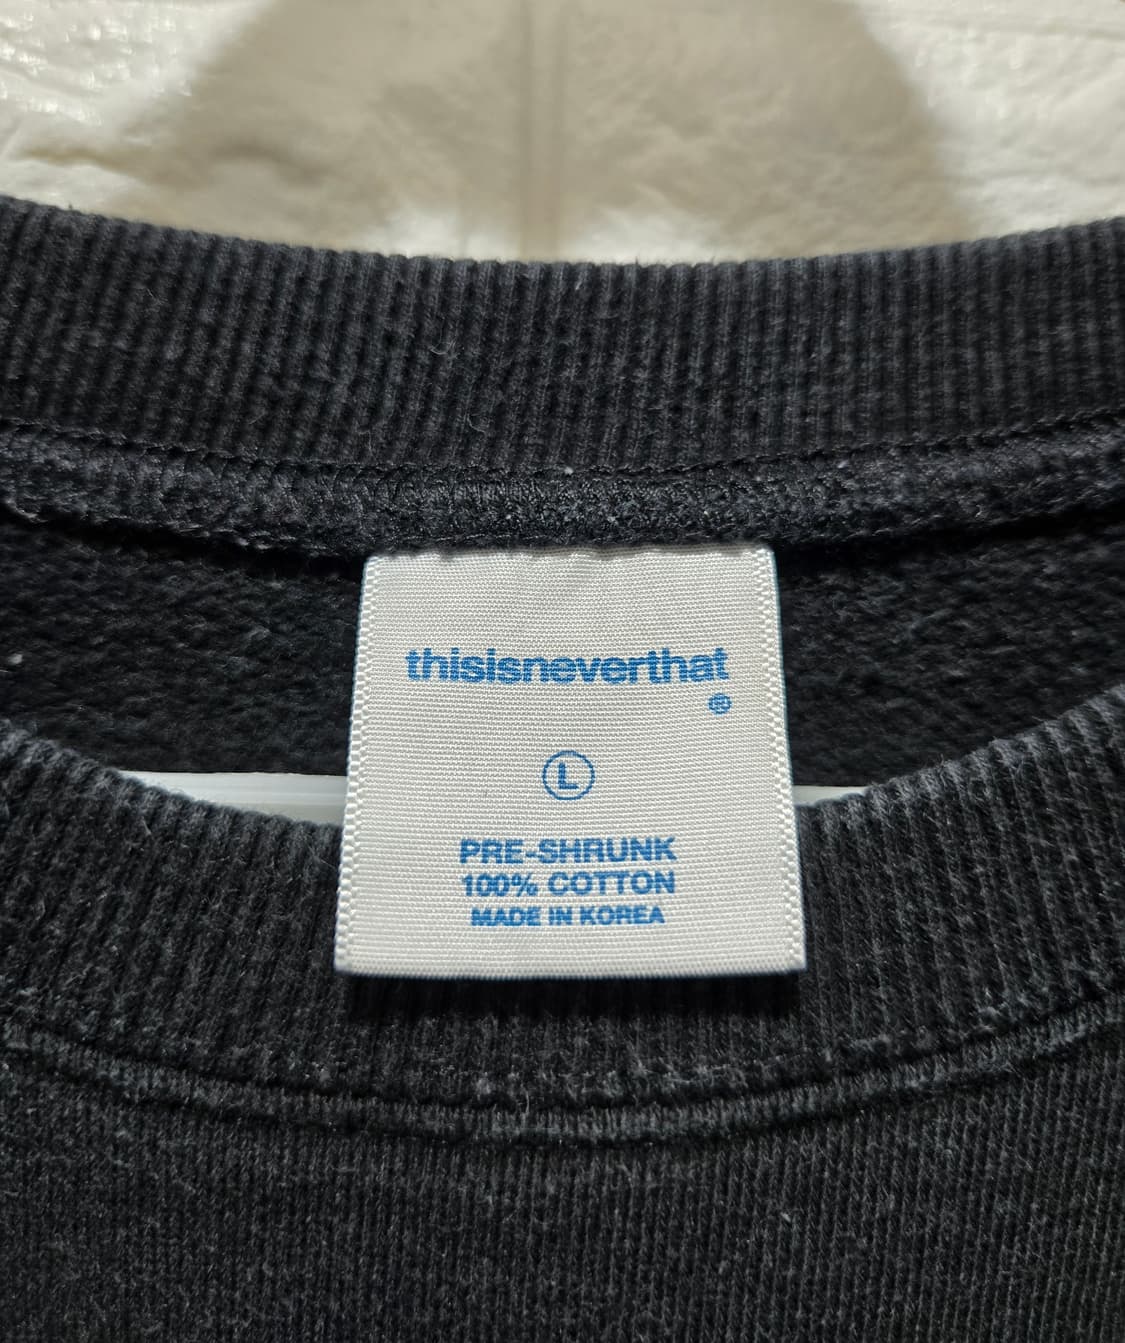 thisisneverthat
®
L
PRE-SHRUNK
100% COTTON
MADE IN KOREA